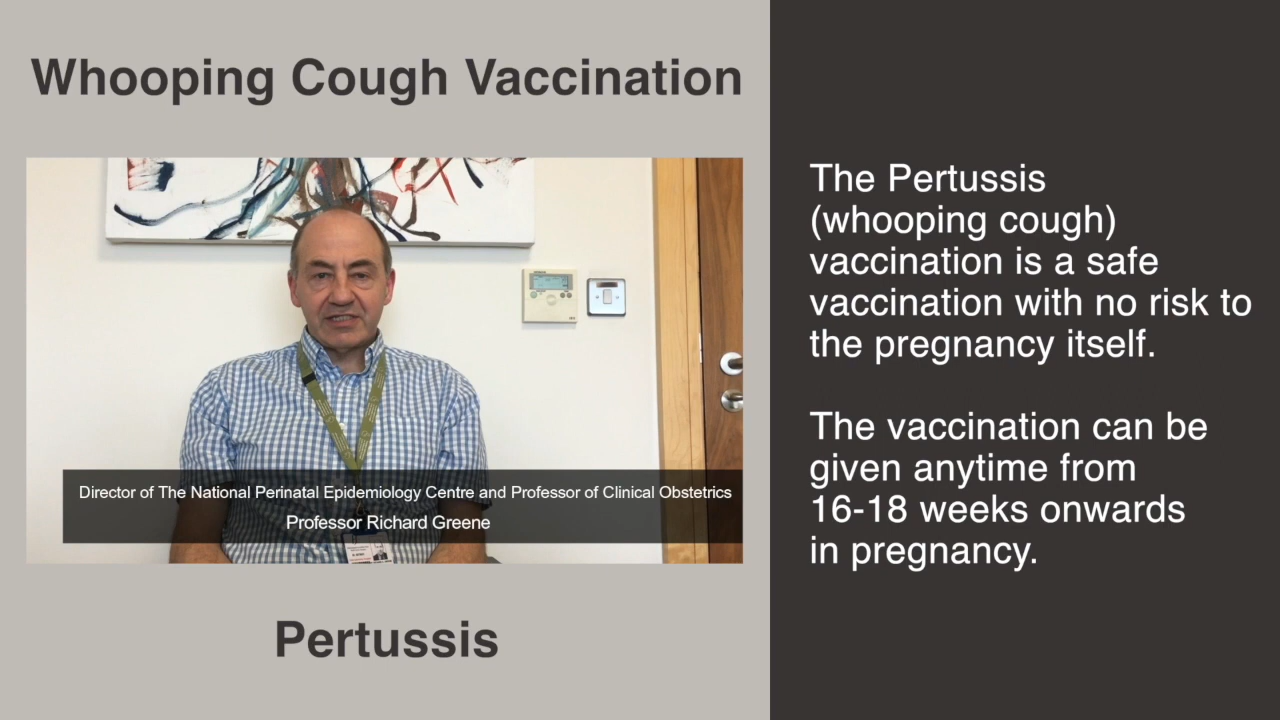 Whooping Cough Vaccination
Director of The National Perinatal Epidemiology Centre and Professor of Clinical Obstetrics
Professor Richard Greene
Pertussis
The Pertussis
(whooping cough)
vaccination is a safe
vaccination with no risk to
the pregnancy itself.
The vaccination can be
given anytime from
16-18 weeks onwards
in pregnancy.